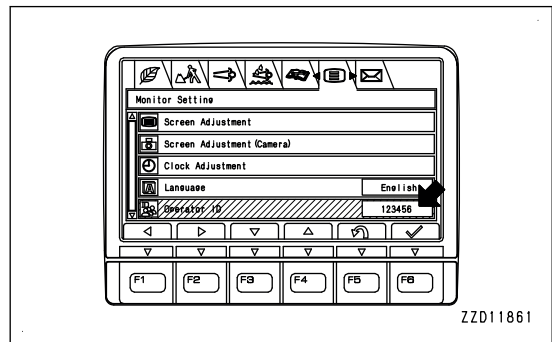 Monitor Setting
Screen Adjustment
Screen Adjustment (Camera)
Clock Adjustment
A Language English
Operator ID 123456
F1 F2 F3 F4 F5 F6
ZZD11861